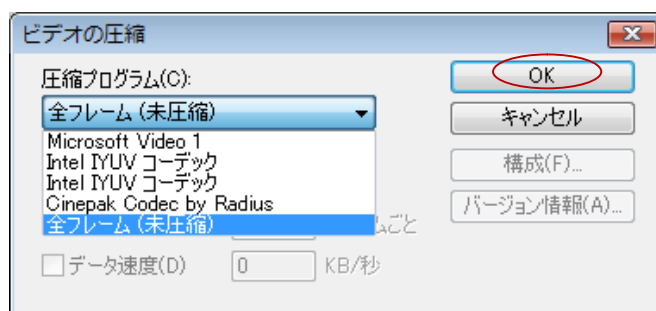 ビデオの圧縮
圧縮プログラム(C):
全フレーム (未圧縮)
Microsoft Video 1
Intel IYUV コーデック
Intel IYUV コーデック
Cinepak Codec by Radius
全フレーム (未圧縮)
ムごと
データ速度(D)
0
KB/秒
OK
キャンセル
構成(F)...
バージョン情報(A)...